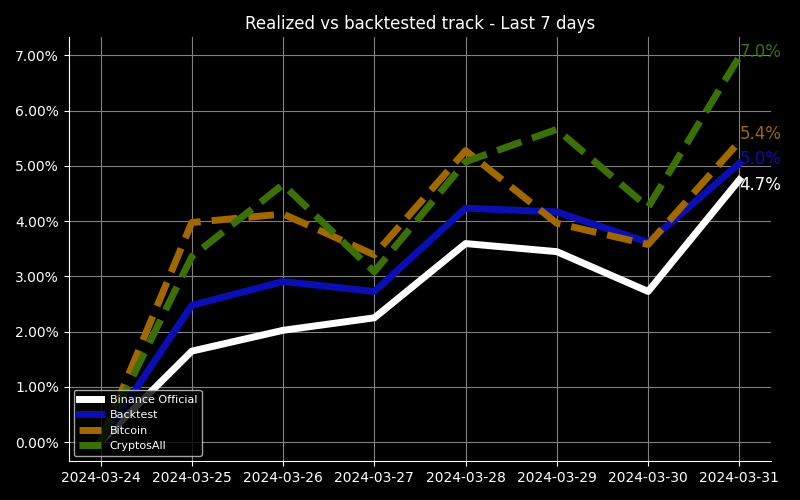 Realized vs backtested track - Last 7 days
7.00%
6.00%
5.00%
4.00%
3.00%
2.00%
1.00%
0.00%
7.0%
5.4%
5.0%
4.7%
Binance Official
Backtest
Bitcoin
CryptosAll
2024-03-24 2024-03-25 2024-03-26 2024-03-27 2024-03-28 2024-03-29 2024-03-30 2024-03-31